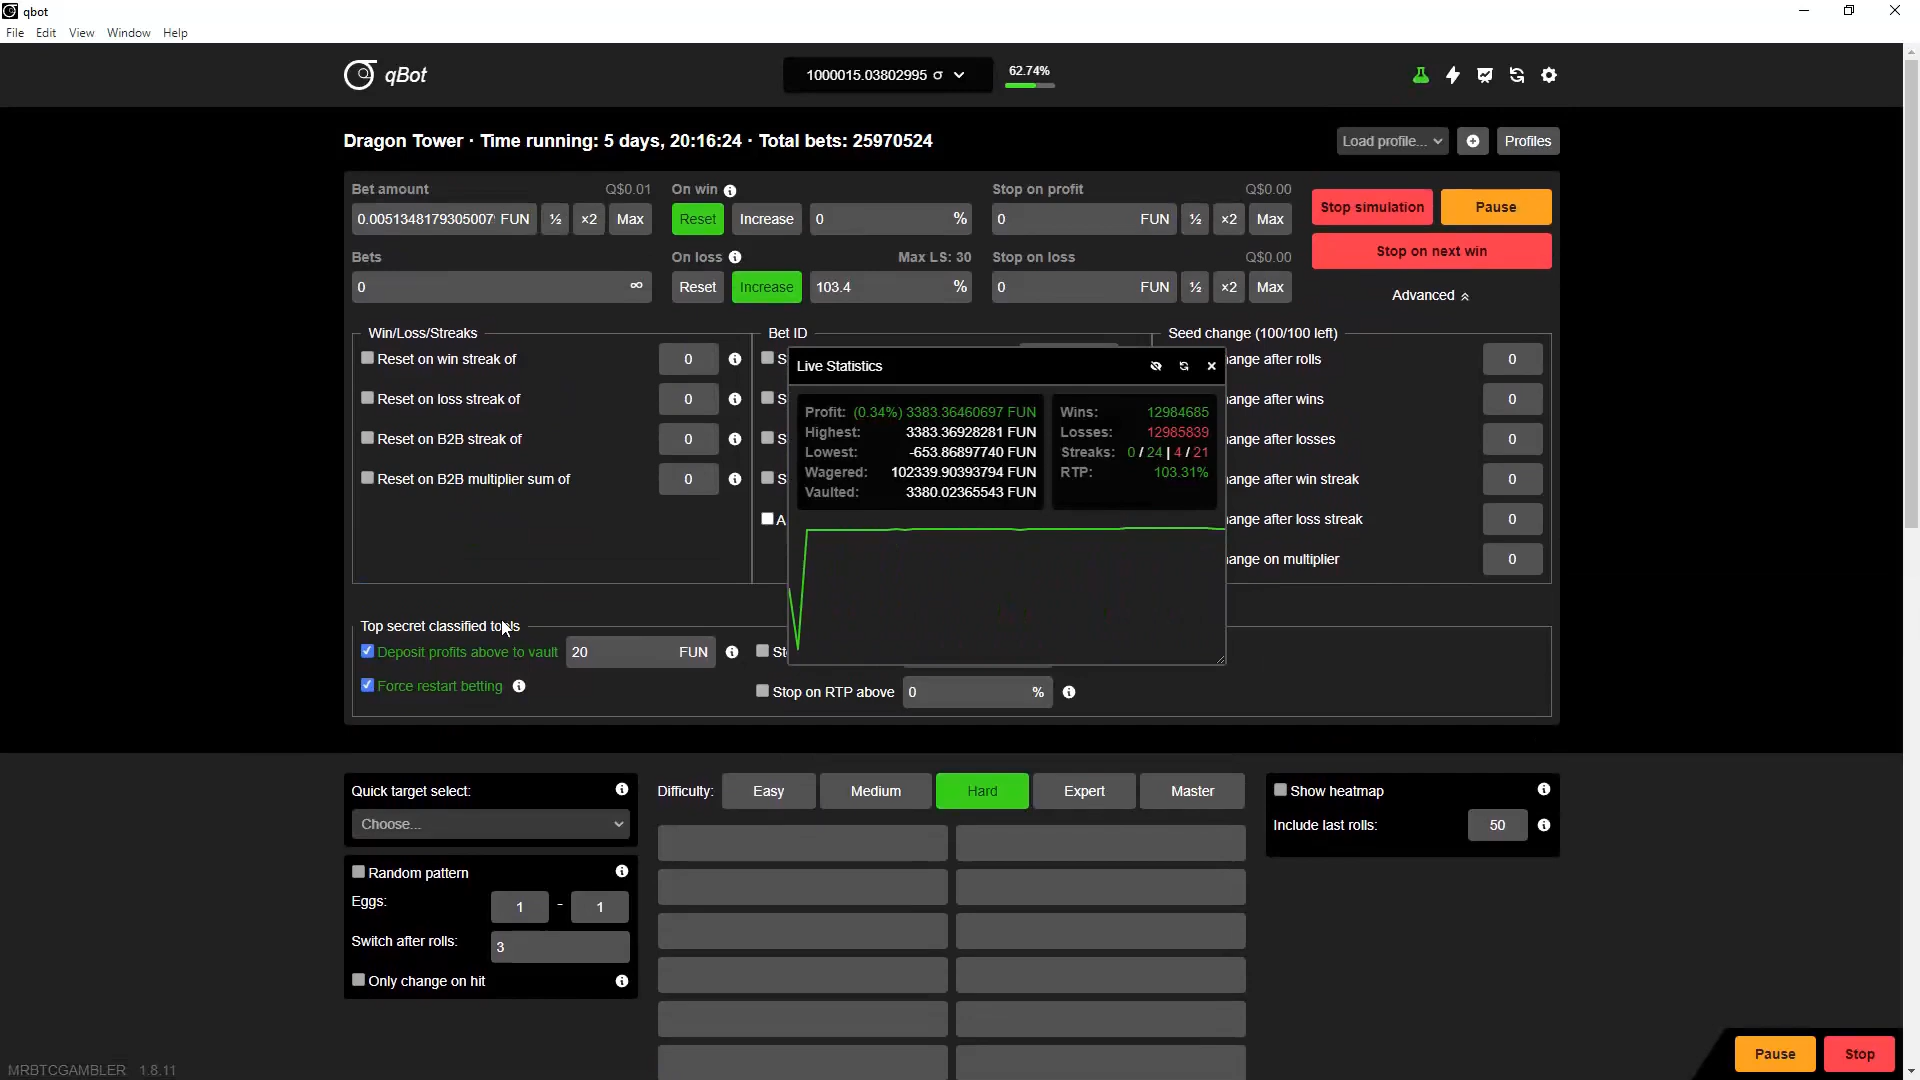 qbot
File Edit View Window Help
qBot
1000015.03802995
62.74%
Dragon Tower · Time running: 5 days, 20:16:24 · Total bets: 25970524
Load profile...
Profiles
Bet amount Q$0.01
0.0051348179305007 FUN ½ ×2 Max
On win
Reset Increase 0 %
Stop on profit Q$0.00
0 FUN ½ ×2 Max
Stop simulation Pause
Bets
0 ∞
On loss Max LS: 30
Reset Increase 103.4 %
Stop on loss Q$0.00
0 FUN ½ ×2 Max
Stop on next win
Advanced
Win/Loss/Streaks
Reset on win streak of 0
Reset on loss streak of 0
Reset on B2B streak of 0
Reset on B2B multiplier sum of 0
Bet ID
S
S
S
S
A
Live Statistics
Profit: (0.34%) 3383.36460697 FUN
Highest: 3383.36928281 FUN
Lowest: -653.86897740 FUN
Wagered: 102339.90393794 FUN
Vaulted: 3380.02365543 FUN
Wins: 12984685
Losses: 12985839
Streaks: 0 / 24 | 4 / 21
RTP: 103.31%
Seed change (100/100 left)
ange after rolls 0
ange after wins 0
ange after losses 0
ange after win streak 0
ange after loss streak 0
ange on multiplier 0
Top secret classified tools
Deposit profits above to vault 20 FUN
St
Force restart betting
Stop on RTP above 0 %
Quick target select:
Choose...
Random pattern
Eggs: 1 - 1
Switch after rolls: 3
Only change on hit
Difficulty: Easy Medium Hard Expert Master
Show heatmap
Include last rolls: 50
Pause Stop
MRBTCGAMBLER 1.8.11